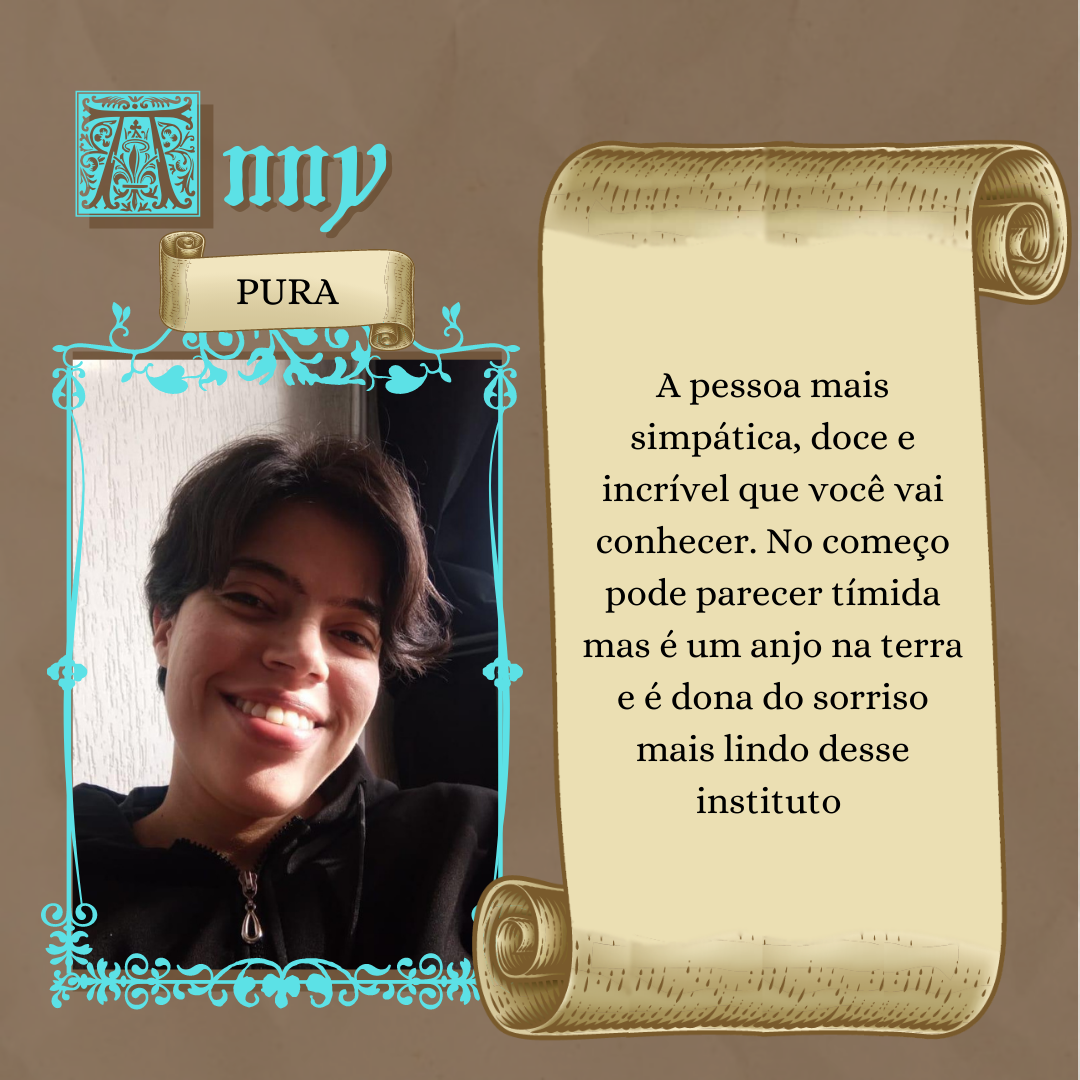 Anny
PURA
A pessoa mais
simpática, doce e
incrível que você vai
conhecer. No começo
pode parecer tímida
mas é um anjo na terra
e é dona do sorriso
mais lindo desse
instituto